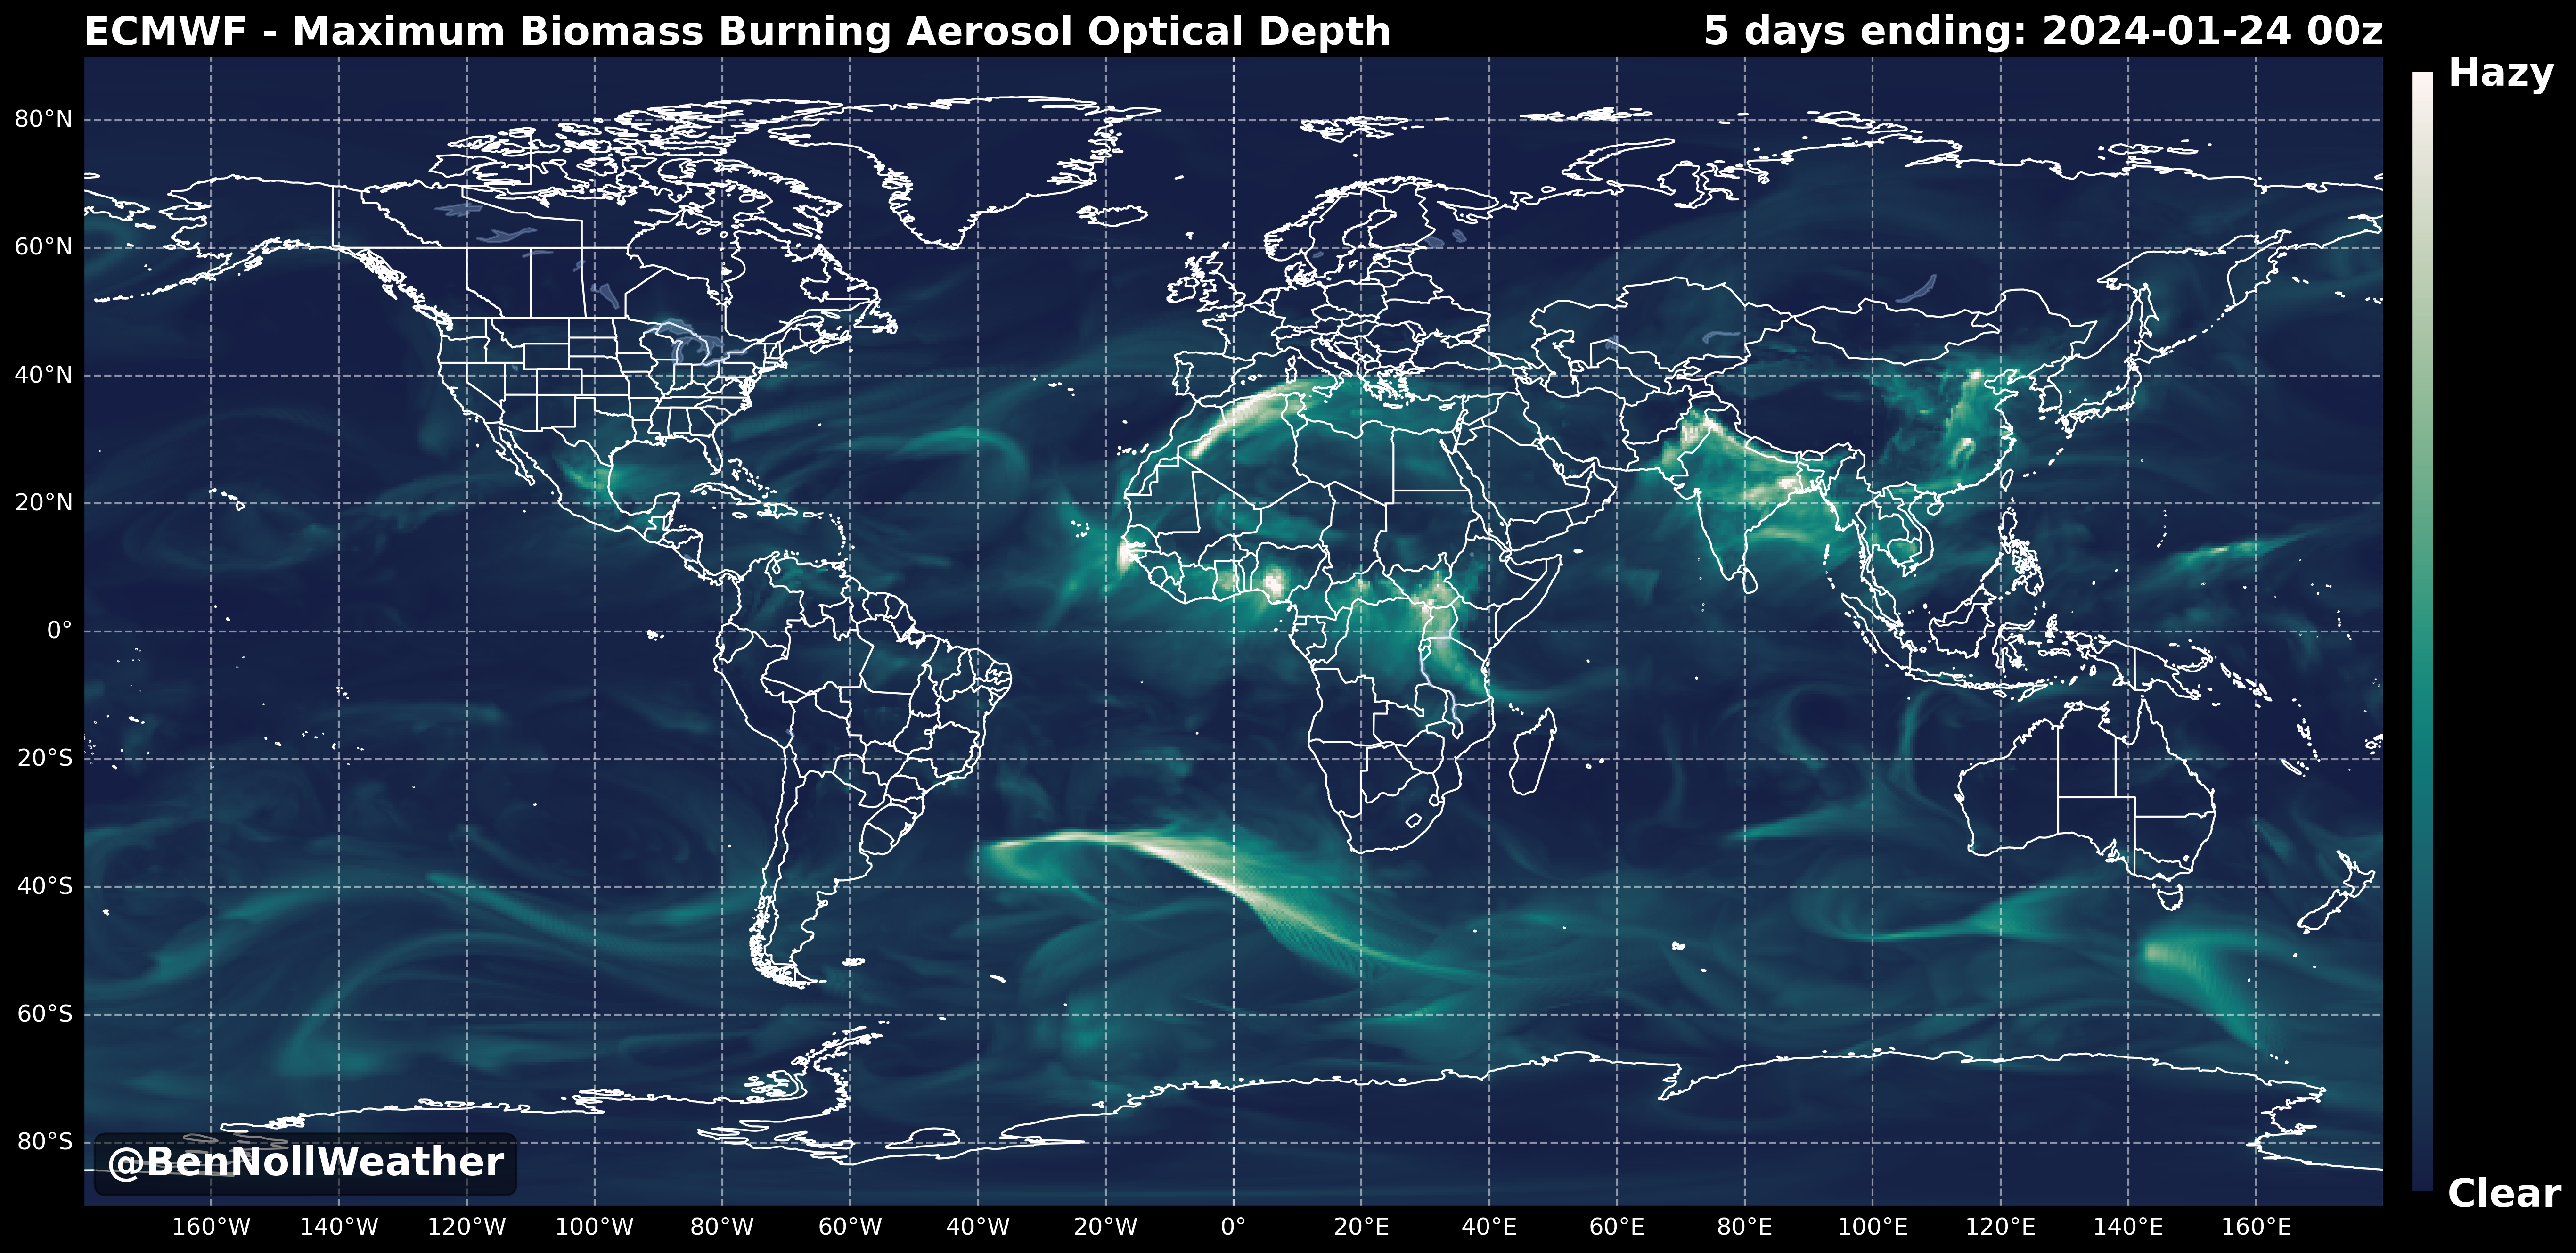 ECMWF - Maximum Biomass Burning Aerosol Optical Depth
5 days ending: 2024-01-24 00z
Hazy
80°N
60°N
40°N
20°N
0°
20°S
40°S
60°S
80°S
@BenNollWeather
Clear
160°W 140°W 120°W 100°W 80°W 60°W 40°W 20°W 0° 20°E 40°E 60°E 80°E 100°E 120°E 140°E 160°E